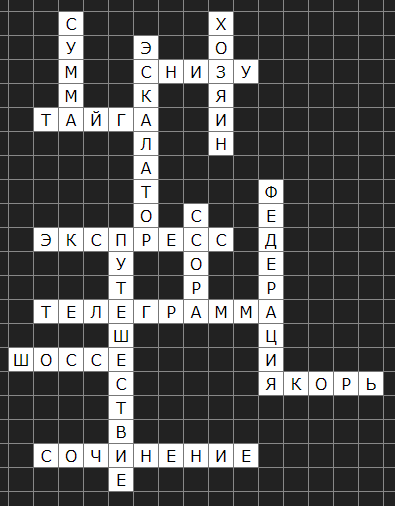 СУММА
ХОЗЯИН
ЭСКАЛАТОР
СНИЗУ
ТАЙГА
ФЕДЕРАЦИЯ
ССОРА
ЭКСПРЕСС
ПУТЕШЕСТВИЕ
ТЕЛЕГРАММА
ШОССЕ
ЯКОРЬ
СОЧИНЕНИЕ